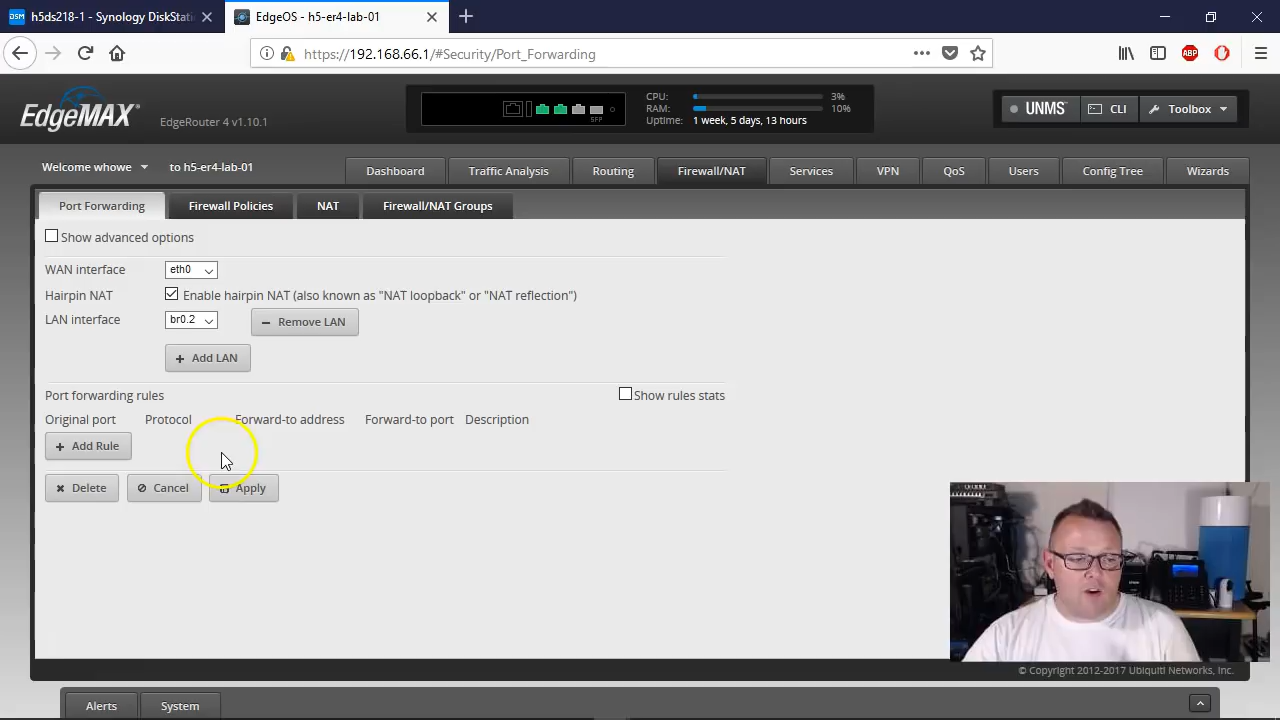 dsm h5ds218-1 - Synology DiskStati
EdgeOS - h5-er4-lab-01
https://192.168.66.1/#Security/Port_Forwarding
ABP
EdgeMAX
EdgeRouter 4 v1.10.1
SFP
CPU: 3%
RAM: 10%
Uptime: 1 week, 5 days, 13 hours
UNMS
CLI
Toolbox
Welcome whowe
to h5-er4-lab-01
Dashboard
Traffic Analysis
Routing
Firewall/NAT
Services
VPN
QoS
Users
Config Tree
Wizards
Port Forwarding
Firewall Policies
NAT
Firewall/NAT Groups
Show advanced options
WAN interface eth0
Hairpin NAT Enable hairpin NAT (also known as "NAT loopback" or "NAT reflection")
LAN interface br0.2 − Remove LAN
+ Add LAN
Port forwarding rules Show rules stats
Original port Protocol Forward-to address Forward-to port Description
+ Add Rule
Delete Cancel Apply
© Copyright 2012-2017 Ubiquiti Networks, Inc.
Alerts System